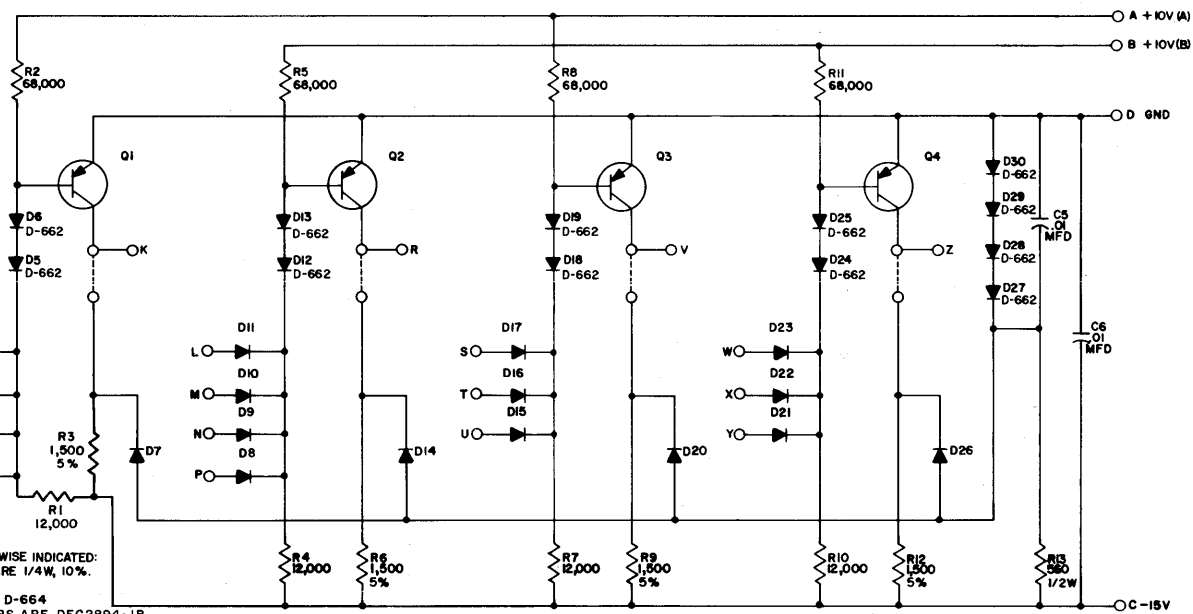 A +10V(A)
B +10V(B)
R2
68,000
R5
68,000
R8
68,000
R11
68,000
D GND
Q1
Q2
Q3
Q4
D30
D-662
D6
D-662
D13
D-662
D19
D-662
D25
D-662
D29
D-662
C5
.01
MFD
D5
D-662
K
D12
D-662
R
D18
D-662
V
D24
D-662
Z
D28
D-662
D27
D-662
C6
.01
MFD
D11
L
D17
S
D23
W
D10
M
D16
T
D22
X
D9
N
D15
U
D21
Y
D8
P
R3
1,500
5%
D7
D14
D20
D26
R1
12,000
R4
12,000
R6
1,500
5%
R7
12,000
R9
1,500
5%
R10
12,000
R12
1,500
5%
R13
560
1/2W
WISE INDICATED:
RE 1/4W, 10%.
D-664
C -15V